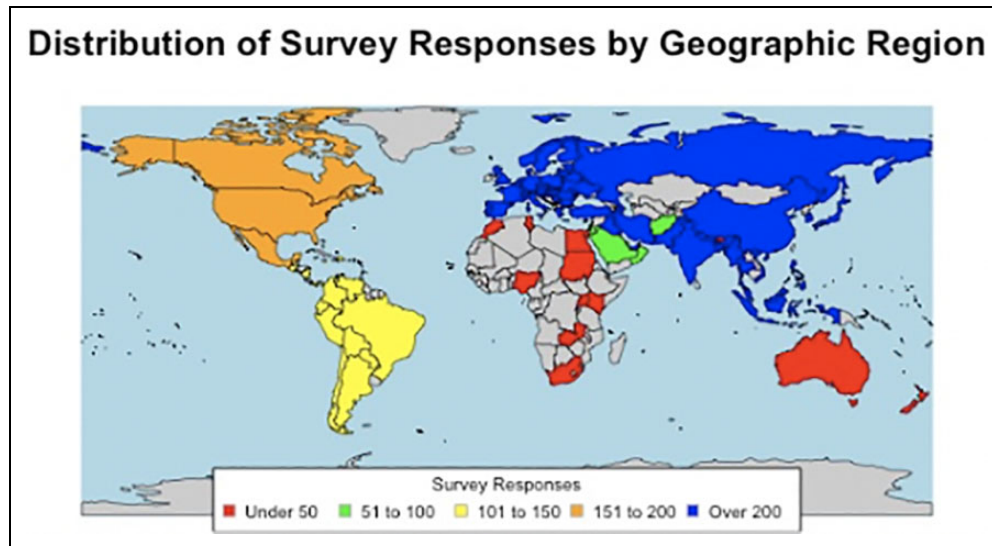 Distribution of Survey Responses by Geographic Region
Survey Responses
Under 50 51 to 100 101 to 150 151 to 200 Over 200